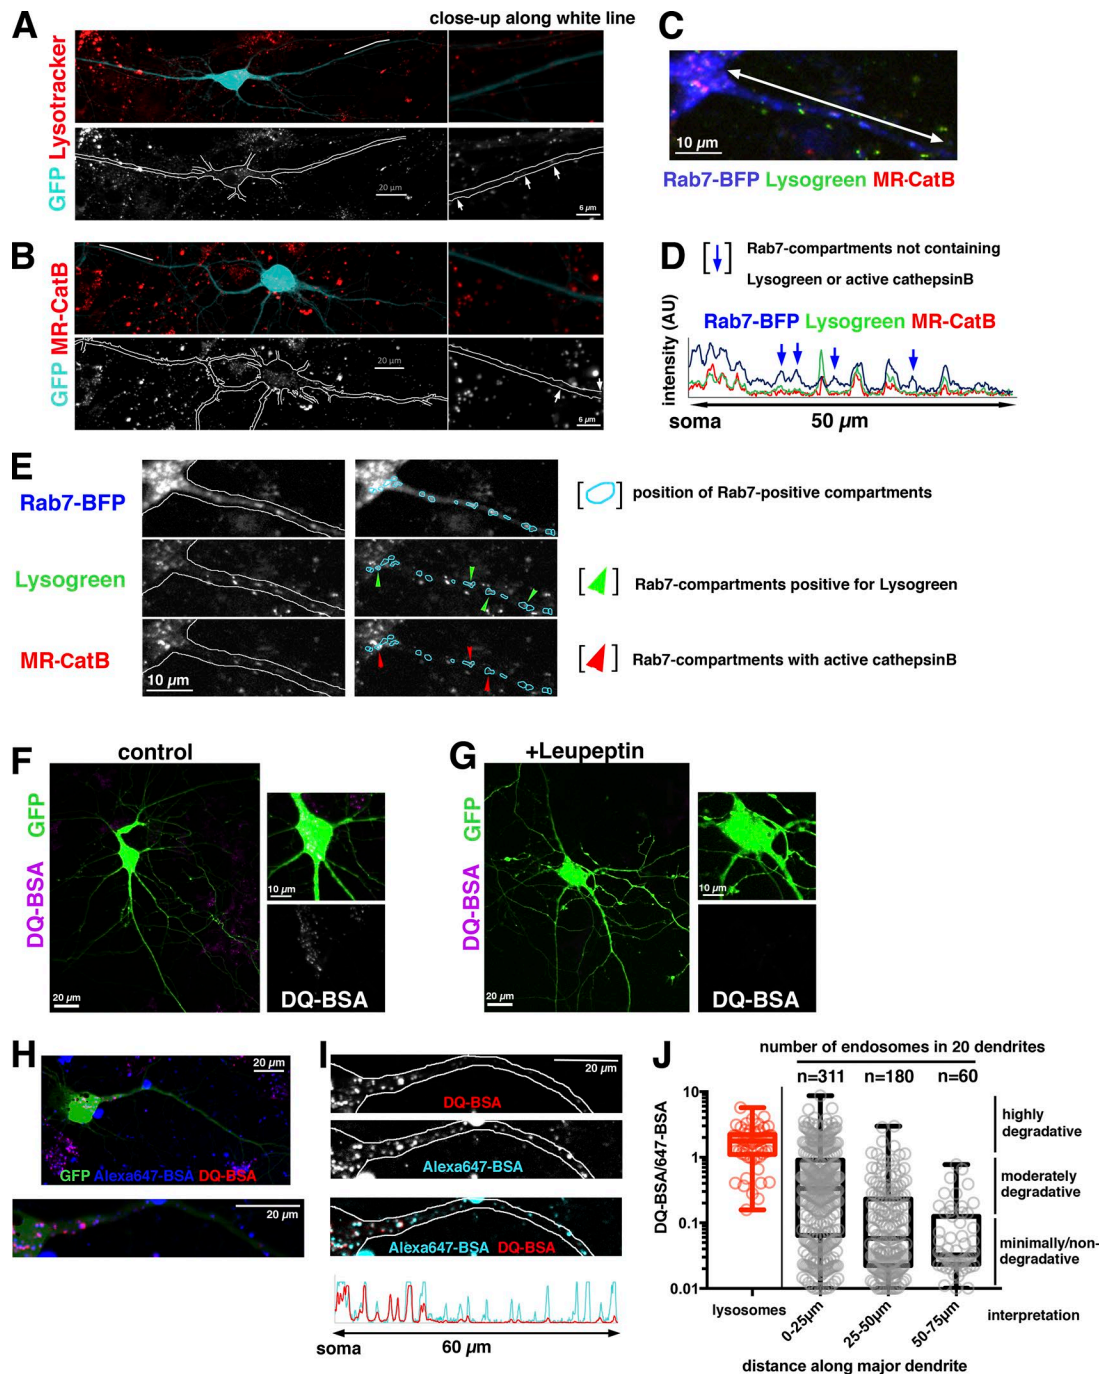 A
close-up along white line
GFP Lysotracker
20 µm
6 µm
B
GFP MR-CatB
20 µm
6 µm
C
10 µm
Rab7-BFP Lysogreen MR-CatB
D
Rab7-compartments not containing
Lysogreen or active cathepsinB
Rab7-BFP Lysogreen MR-CatB
intensity (AU)
soma
50 µm
E
Rab7-BFP
Lysogreen
MR-CatB
10 µm
position of Rab7-positive compartments
Rab7-compartments positive for Lysogreen
Rab7-compartments with active cathepsinB
F
control
DQ-BSA GFP
20 µm
10 µm
DQ-BSA
G
+Leupeptin
DQ-BSA GFP
20 µm
10 µm
DQ-BSA
H
20 µm
GFP Alexa647-BSA DQ-BSA
20 µm
I
20 µm
DQ-BSA
Alexa647-BSA
Alexa647-BSA DQ-BSA
soma
60 µm
J
number of endosomes in 20 dendrites
n=311 n=180 n=60
DQ-BSA/647-BSA
10
1
0.1
0.01
highly
degradative
moderately
degradative
minimally/non-
degradative
lysosomes
0-25µm
25-50µm
50-75µm
interpretation
distance along major dendrite